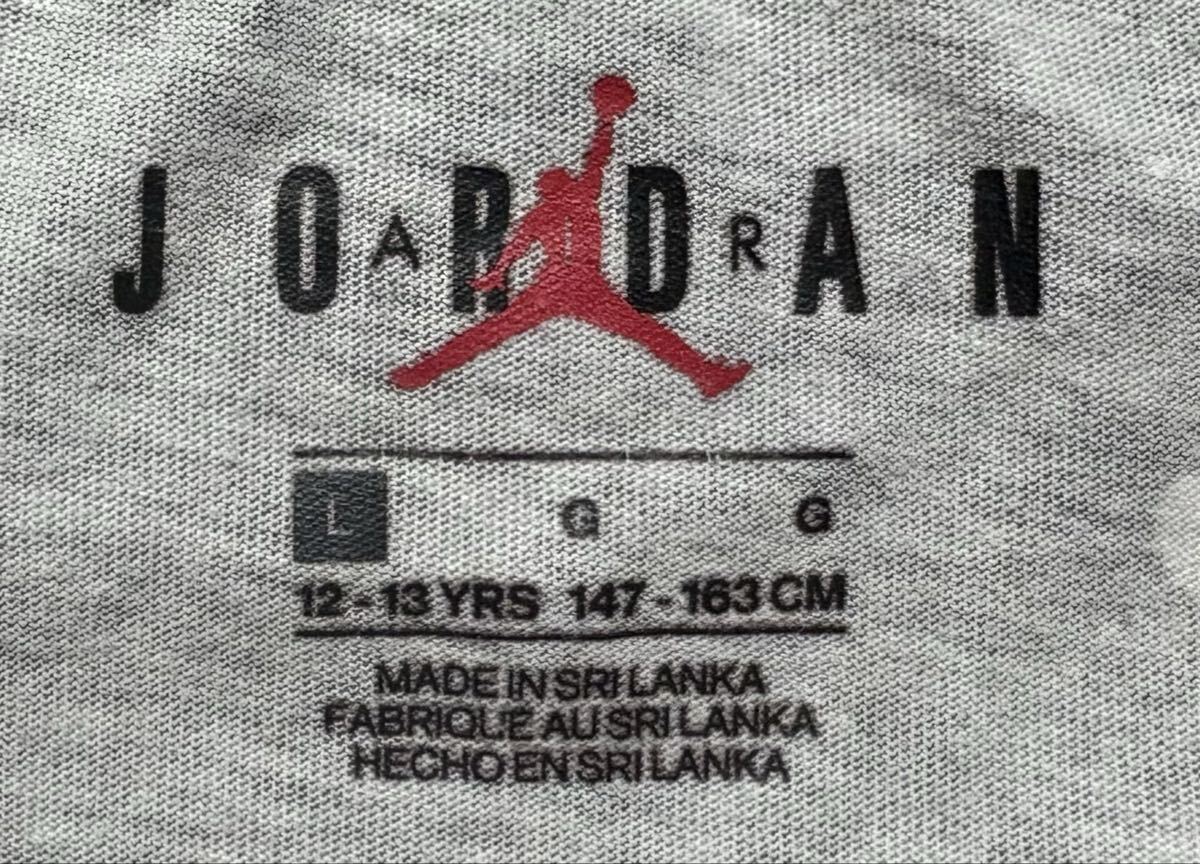 JORDAN
AIR
L G G
12-13 YRS 147-163 CM
MADE IN SRI LANKA
FABRIQUE AU SRI LANKA
HECHO EN SRI LANKA